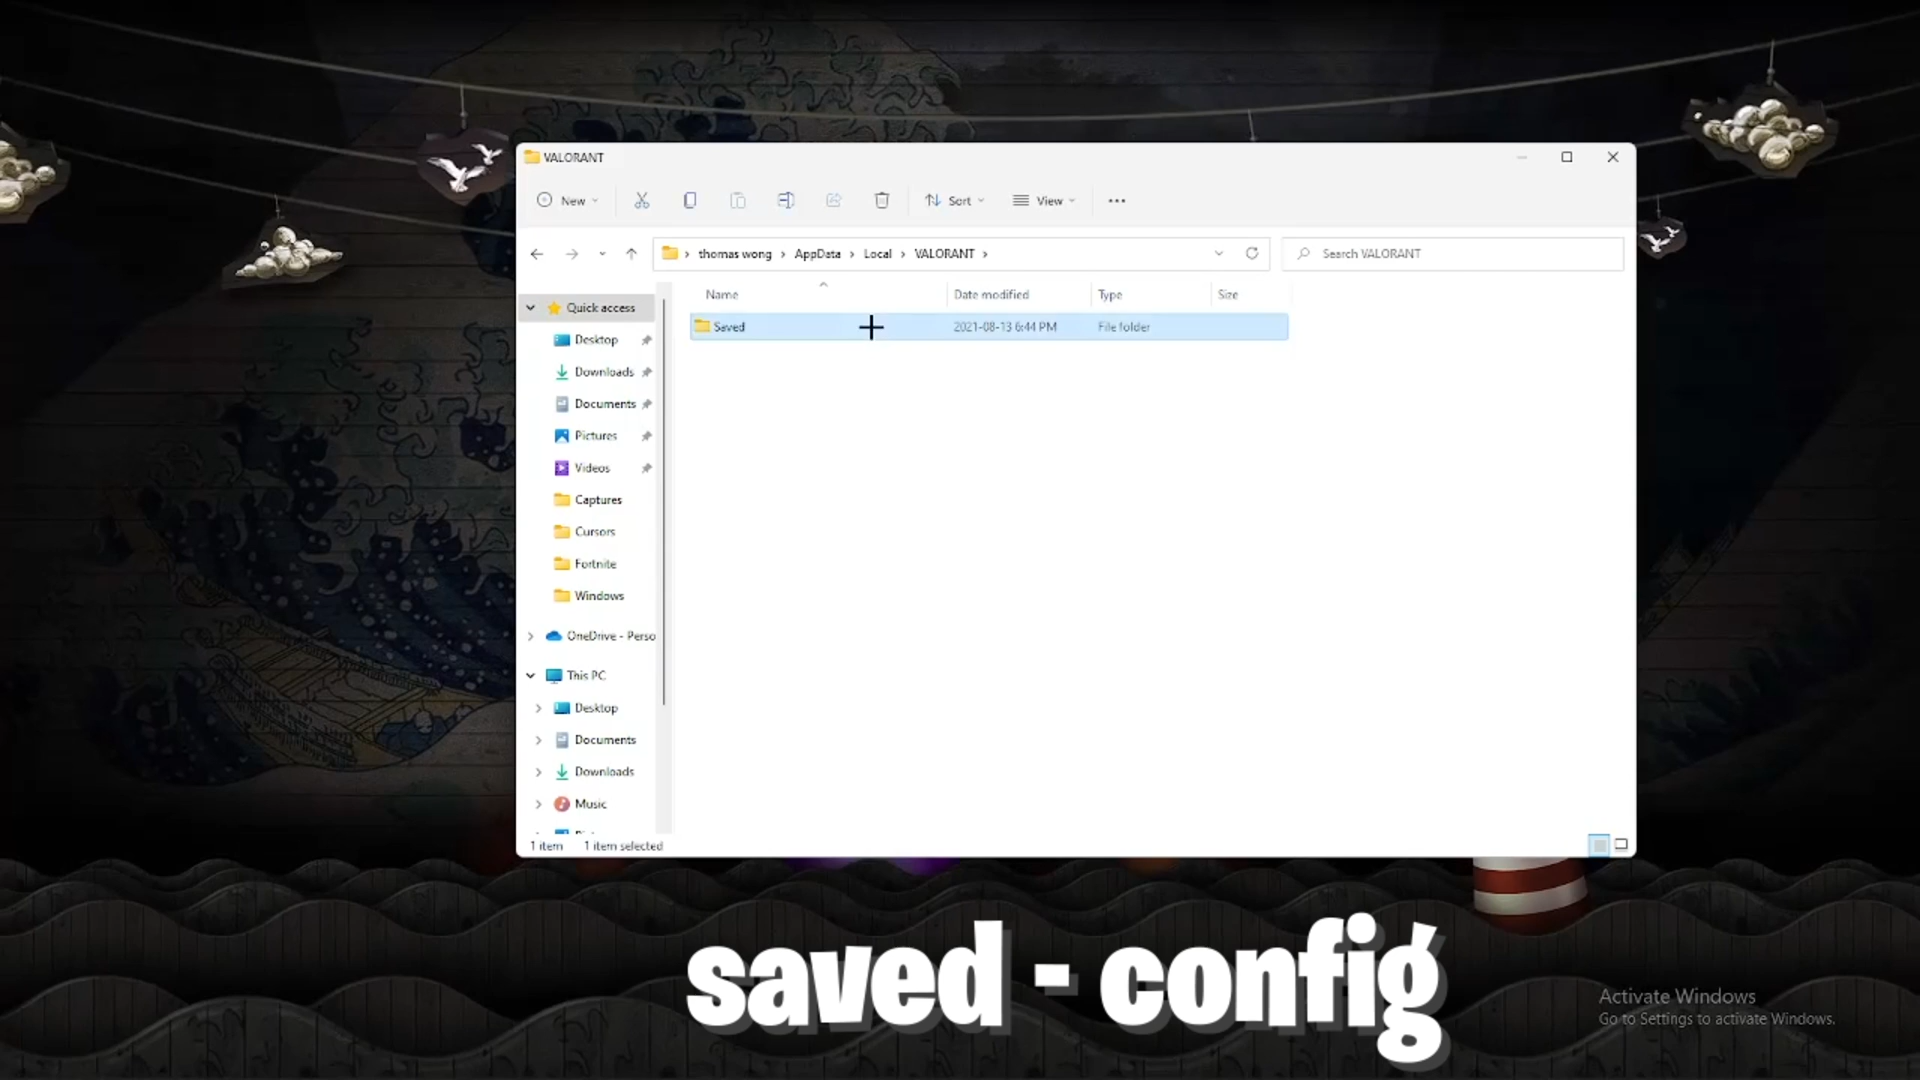 VALORANT
New
Sort
View
thomas wong > AppData > Local > VALORANT >
Search VALORANT
Name
Date modified
Type
Size
Saved
2021-08-13 6:44 PM
File folder
Quick access
Desktop
Downloads
Documents
Pictures
Videos
Captures
Cursors
Fortnite
Windows
OneDrive - Perso
This PC
Desktop
Documents
Downloads
Music
1 item
1 item selected
saved - config
Activate Windows
Go to Settings to activate Windows.